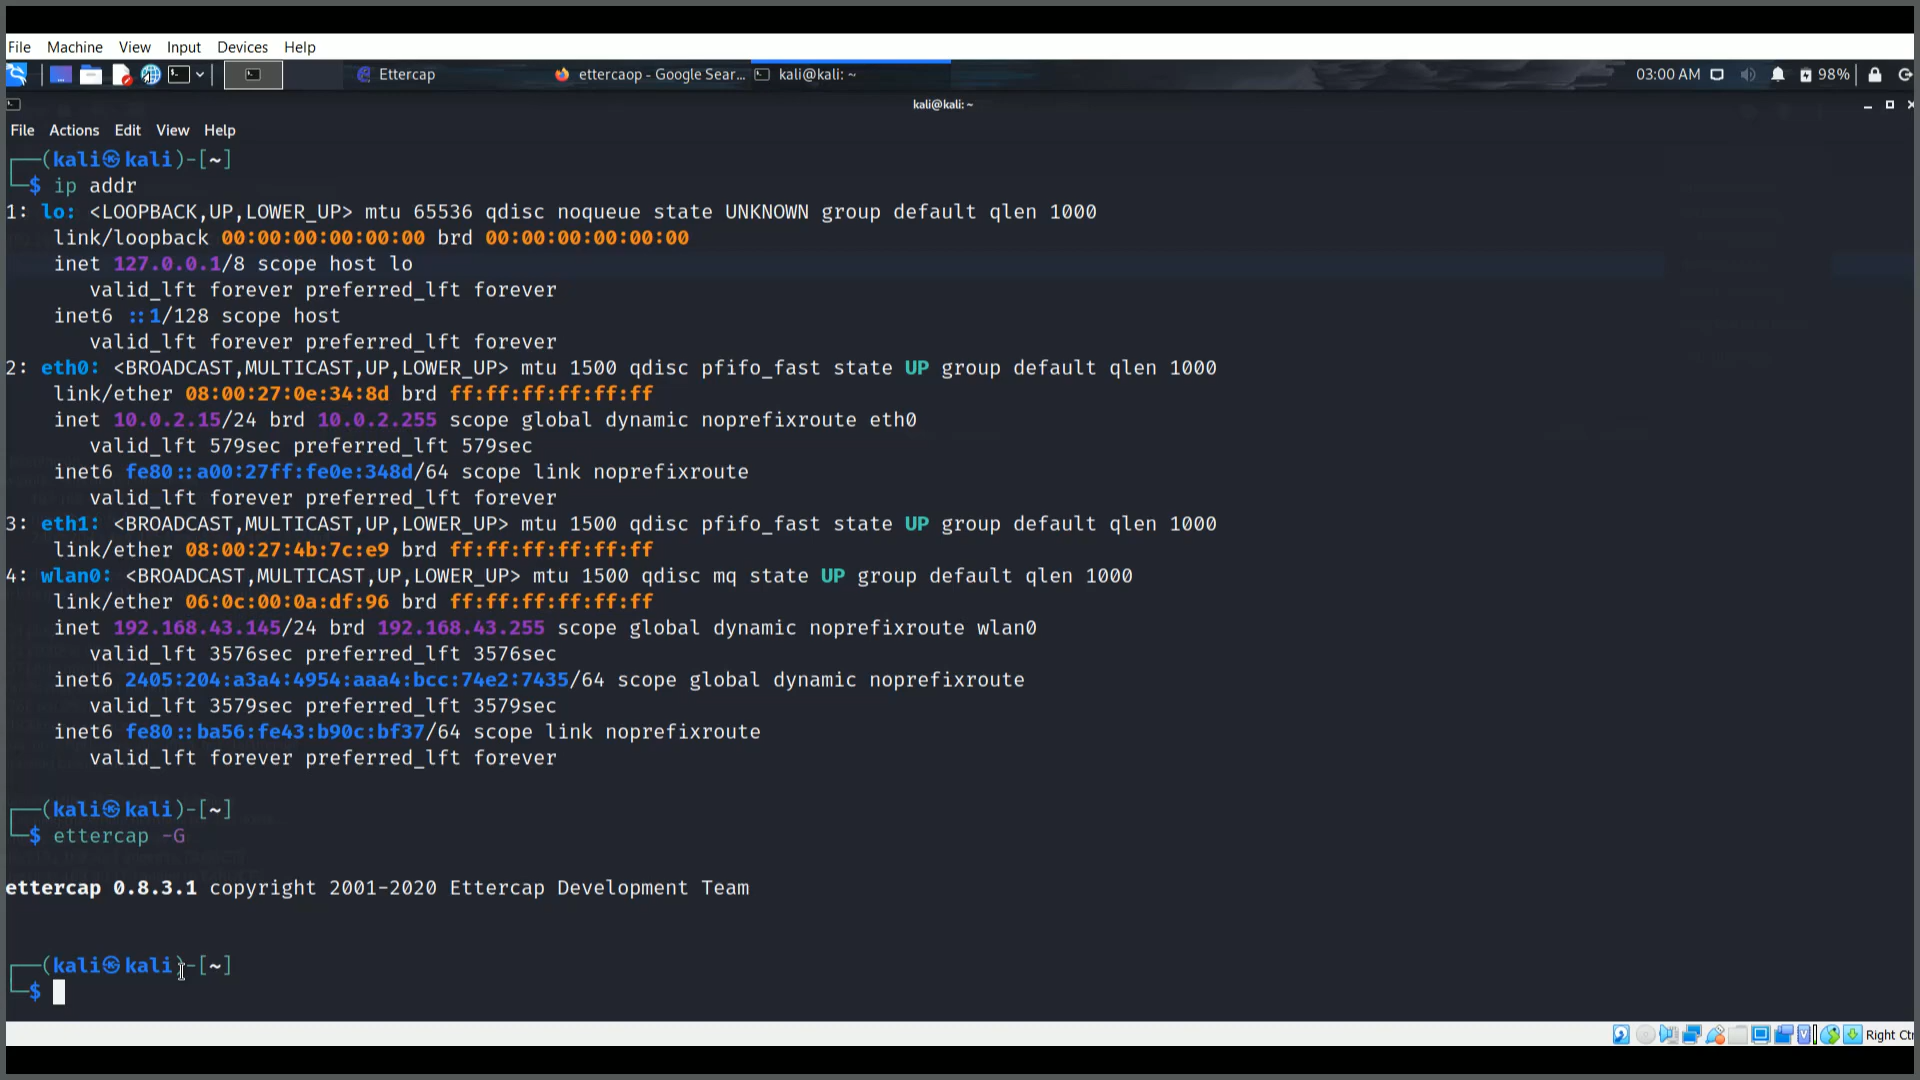 File Machine View Input Devices Help
Ettercap
ettercaop - Google Sear...
kali@kali: ~
03:00 AM
98%
kali@kali: ~
File Actions Edit View Help
┌──(kali㉿kali)-[~]
└─$ ip addr
1: lo: <LOOPBACK,UP,LOWER_UP> mtu 65536 qdisc noqueue state UNKNOWN group default qlen 1000
link/loopback 00:00:00:00:00:00 brd 00:00:00:00:00:00
inet 127.0.0.1/8 scope host lo
valid_lft forever preferred_lft forever
inet6 ::1/128 scope host
valid_lft forever preferred_lft forever
2: eth0: <BROADCAST,MULTICAST,UP,LOWER_UP> mtu 1500 qdisc pfifo_fast state UP group default qlen 1000
link/ether 08:00:27:0e:34:8d brd ff:ff:ff:ff:ff:ff
inet 10.0.2.15/24 brd 10.0.2.255 scope global dynamic noprefixroute eth0
valid_lft 579sec preferred_lft 579sec
inet6 fe80::a00:27ff:fe0e:348d/64 scope link noprefixroute
valid_lft forever preferred_lft forever
3: eth1: <BROADCAST,MULTICAST,UP,LOWER_UP> mtu 1500 qdisc pfifo_fast state UP group default qlen 1000
link/ether 08:00:27:4b:7c:e9 brd ff:ff:ff:ff:ff:ff
4: wlan0: <BROADCAST,MULTICAST,UP,LOWER_UP> mtu 1500 qdisc mq state UP group default qlen 1000
link/ether 06:0c:00:0a:df:96 brd ff:ff:ff:ff:ff:ff
inet 192.168.43.145/24 brd 192.168.43.255 scope global dynamic noprefixroute wlan0
valid_lft 3576sec preferred_lft 3576sec
inet6 2405:204:a3a4:4954:aaa4:bcc:74e2:7435/64 scope global dynamic noprefixroute
valid_lft 3579sec preferred_lft 3579sec
inet6 fe80::ba56:fe43:b90c:bf37/64 scope link noprefixroute
valid_lft forever preferred_lft forever
┌──(kali㉿kali)-[~]
└─$ ettercap -G
ettercap 0.8.3.1 copyright 2001-2020 Ettercap Development Team
┌──(kali㉿kali)-[~]
└─$
Right Ctr